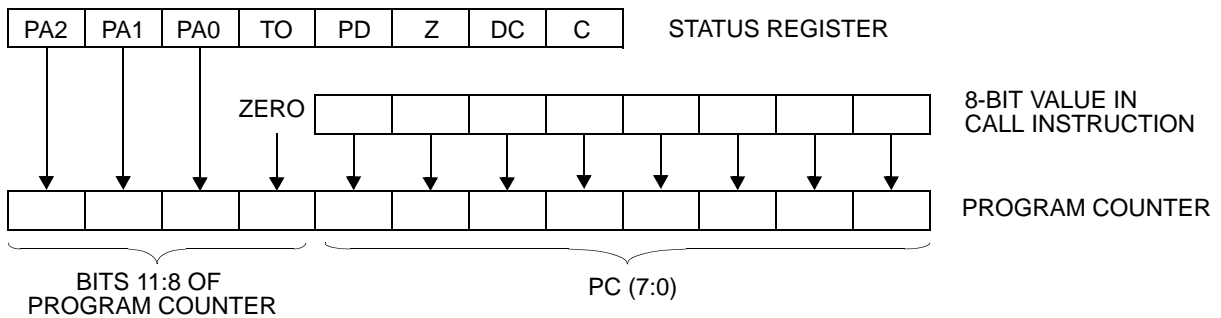 PA2 PA1 PA0 TO PD Z DC C STATUS REGISTER
ZERO
8-BIT VALUE IN
CALL INSTRUCTION
PROGRAM COUNTER
BITS 11:8 OF
PROGRAM COUNTER
PC (7:0)